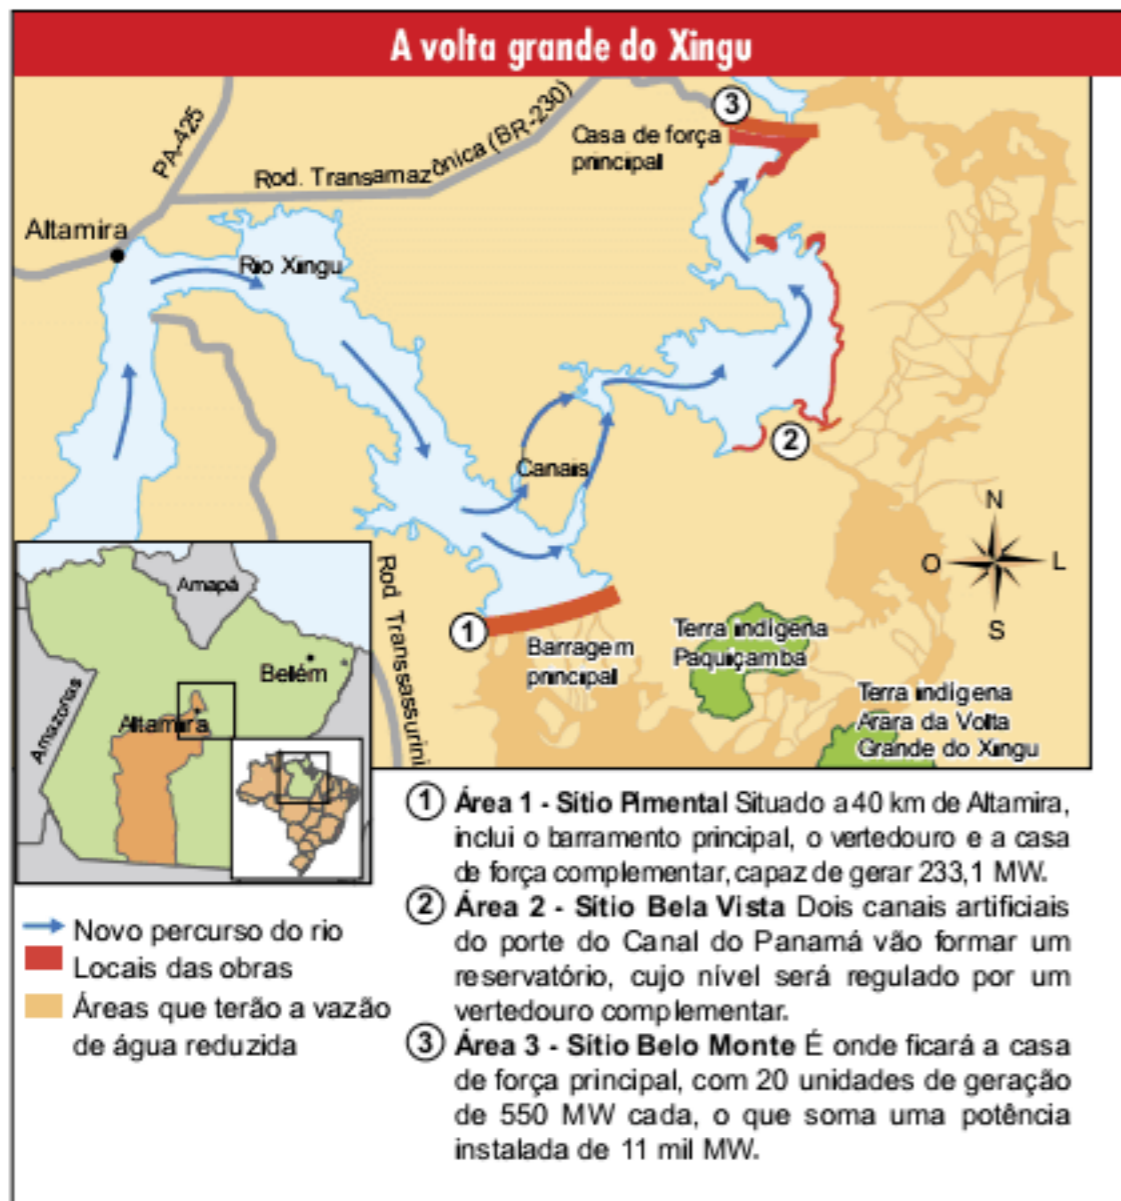 A volta grande do Xingu
PA-425
Rod. Transamazônica (BR-230)
3
Casa de força
principal
Altamira
Rio Xingu
Canais
2
N
O
L
S
1
Barragem
principal
Rod. Transassurini
Terra indígena
Paquiçamba
Terra indígena
Arara da Volta
Grande do Xingu
Amapá
Belém
Amazonas
Altamira
Novo percurso do rio
Locais das obras
Áreas que terão a vazão
de água reduzida
1 Área 1 - Sítio Pimental Situado a 40 km de Altamira,
inclui o barramento principal, o vertedouro e a casa
de força complementar, capaz de gerar 233,1 MW.
2 Área 2 - Sítio Bela Vista Dois canais artificiais
do porte do Canal do Panamá vão formar um
reservatório, cujo nível será regulado por um
vertedouro complementar.
3 Área 3 - Sítio Belo Monte É onde ficará a casa
de força principal, com 20 unidades de geração
de 550 MW cada, o que soma uma potência
instalada de 11 mil MW.